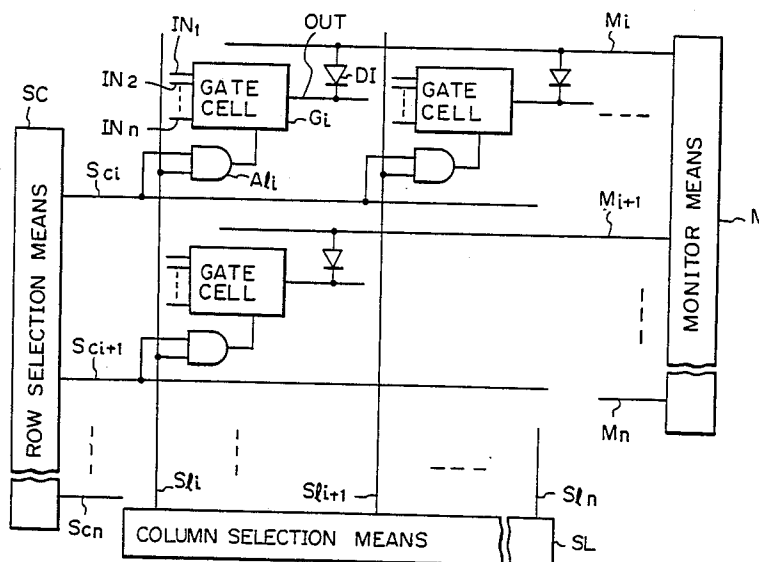 IN1
OUT
Mi
IN2
GATE
CELL
DI
GATE
CELL
SC
INn
Gi
Sci
Ali
Mi+1
M
GATE
CELL
ROW SELECTION MEANS
MONITOR MEANS
Sci+1
Mn
Sli
Sli+1
Sln
Scn
COLUMN SELECTION MEANS
SL